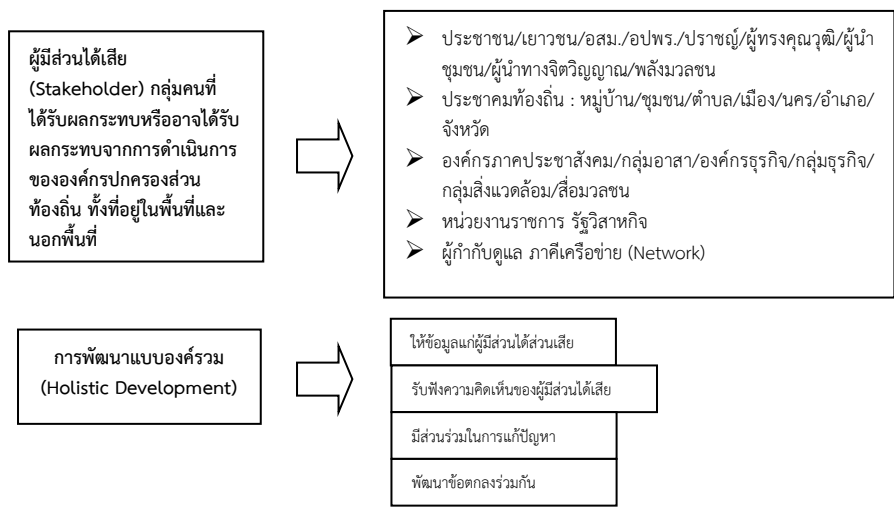 ผู้มีส่วนได้เสีย
(Stakeholder) กลุ่มคนที่
ได้รับผลกระทบหรืออาจได้รับ
ผลกระทบจากการดำเนินการ
ขององค์กรปกครองส่วน
ท้องถิ่น ทั้งที่อยู่ในพื้นที่และ
นอกพื้นที่
➢ ประชาชน/เยาวชน/อสม./อปพร./ปราชญ์/ผู้ทรงคุณวุฒิ/ผู้นำ
ชุมชน/ผู้นำทางจิตวิญญาณ/พลังมวลชน
➢ ประชาคมท้องถิ่น : หมู่บ้าน/ชุมชน/ตำบล/เมือง/นคร/อำเภอ/
จังหวัด
➢ องค์กรภาคประชาสังคม/กลุ่มอาสา/องค์กรธุรกิจ/กลุ่มธุรกิจ/
กลุ่มสิ่งแวดล้อม/สื่อมวลชน
➢ หน่วยงานราชการ รัฐวิสาหกิจ
➢ ผู้กำกับดูแล ภาคีเครือข่าย (Network)
การพัฒนาแบบองค์รวม
(Holistic Development)
ให้ข้อมูลแก่ผู้มีส่วนได้ส่วนเสีย
รับฟังความคิดเห็นของผู้มีส่วนได้เสีย
มีส่วนร่วมในการแก้ปัญหา
พัฒนาข้อตกลงร่วมกัน